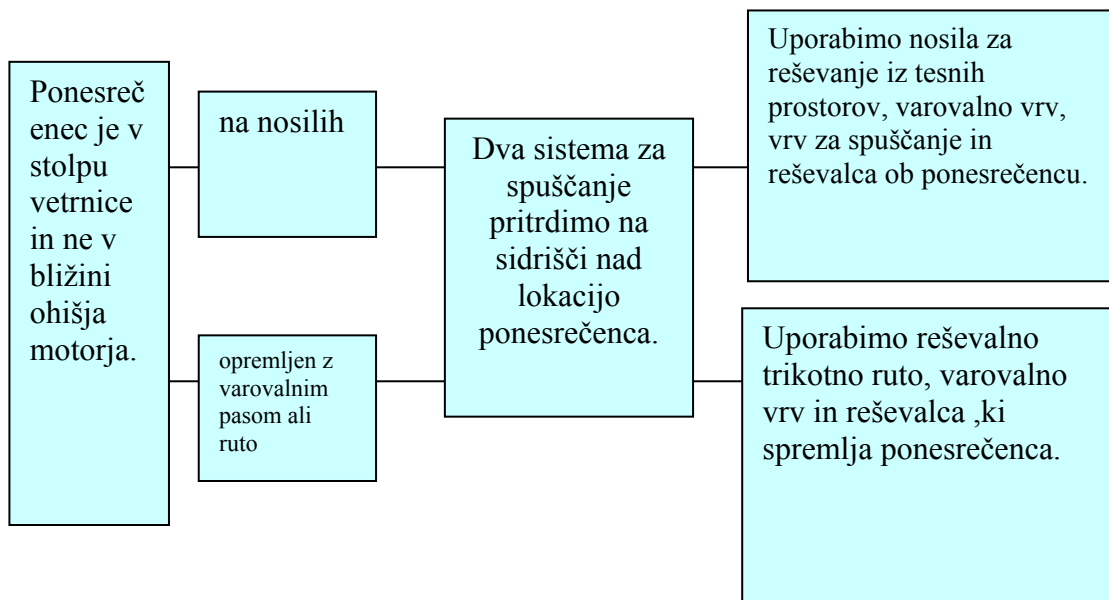 Ponesreč
enec je v
stolpu
vetrnice
in ne v
bližini
ohišja
motorja.
na nosilih
opremljen z
varovalnim
pasom ali
ruto
Dva sistema za
spuščanje
pritrdimo na
sidrišči nad
lokacijo
ponesrečenca.
Uporabimo nosila za
reševanje iz tesnih
prostorov, varovalno vrv,
vrv za spuščanje in
reševalca ob ponesrečencu.
Uporabimo reševalno
trikotno ruto, varovalno
vrv in reševalca ,ki
spremlja ponesrečenca.